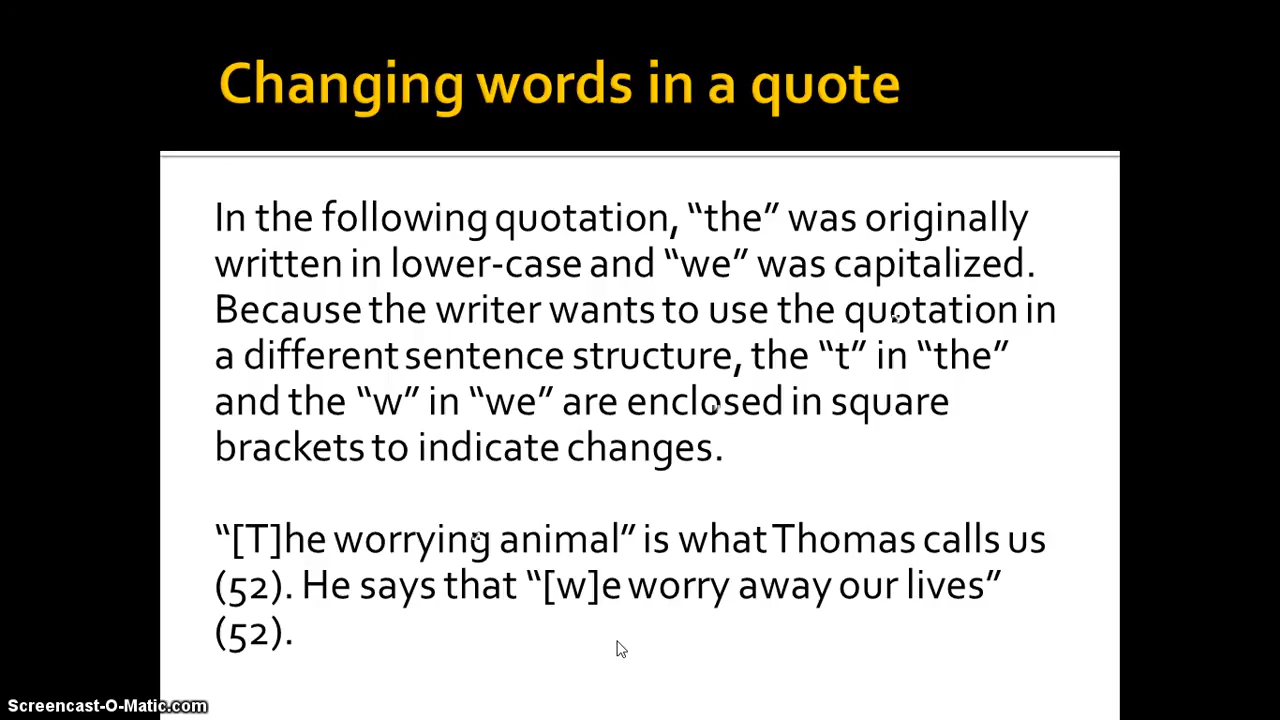 Changing words in a quote
In the following quotation, “the” was originally
written in lower-case and “we” was capitalized.
Because the writer wants to use the quotation in
a different sentence structure, the “t” in “the”
and the “w” in “we” are enclosed in square
brackets to indicate changes.
“[T]he worrying animal” is what Thomas calls us
(52). He says that “[w]e worry away our lives”
(52).
Screencast-O-Matic.com